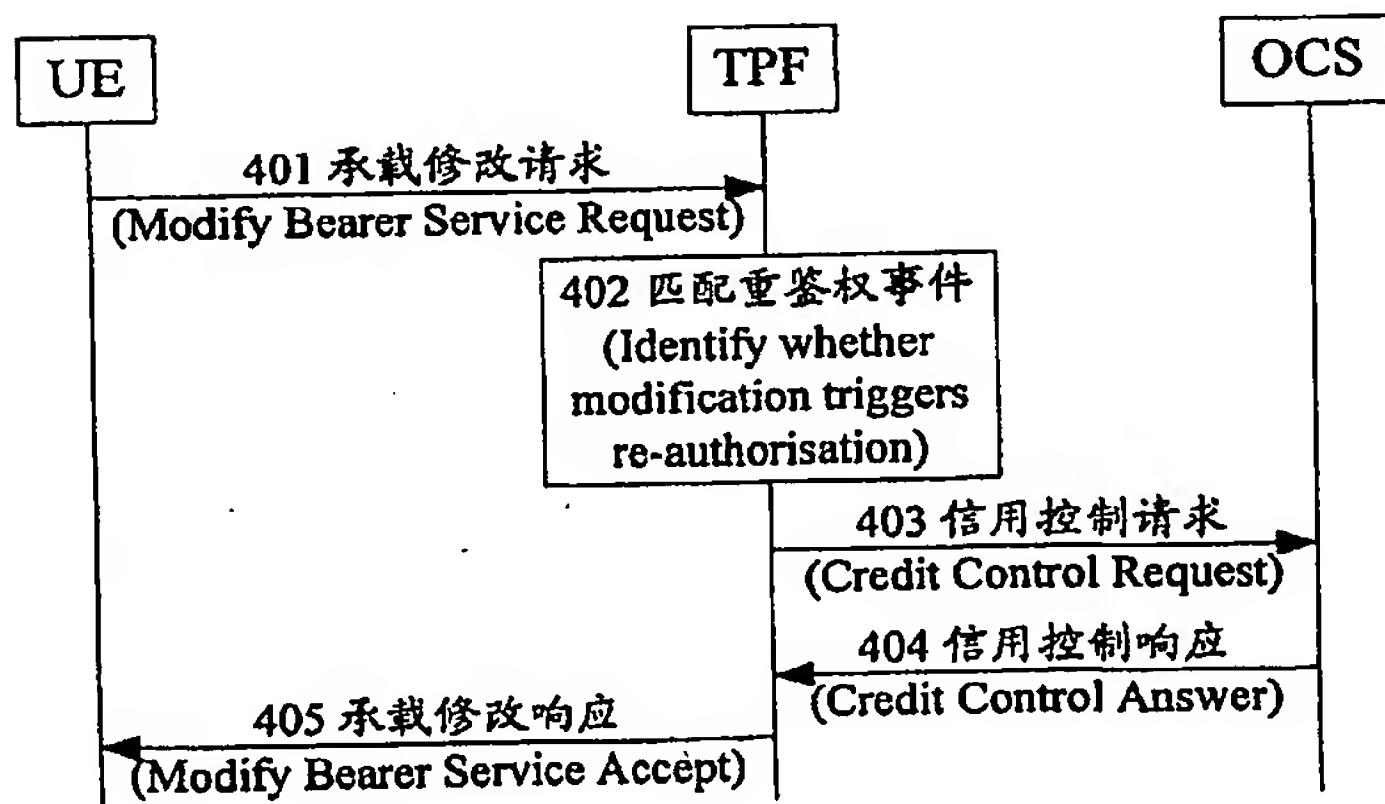 UE
TPF
OCS
401 承载修改请求
(Modify Bearer Service Request)
402 匹配重鉴权事件
(Identify whether
modification triggers
re-authorisation)
403 信用控制请求
(Credit Control Request)
404 信用控制响应
(Credit Control Answer)
405 承载修改响应
(Modify Bearer Service Accept)